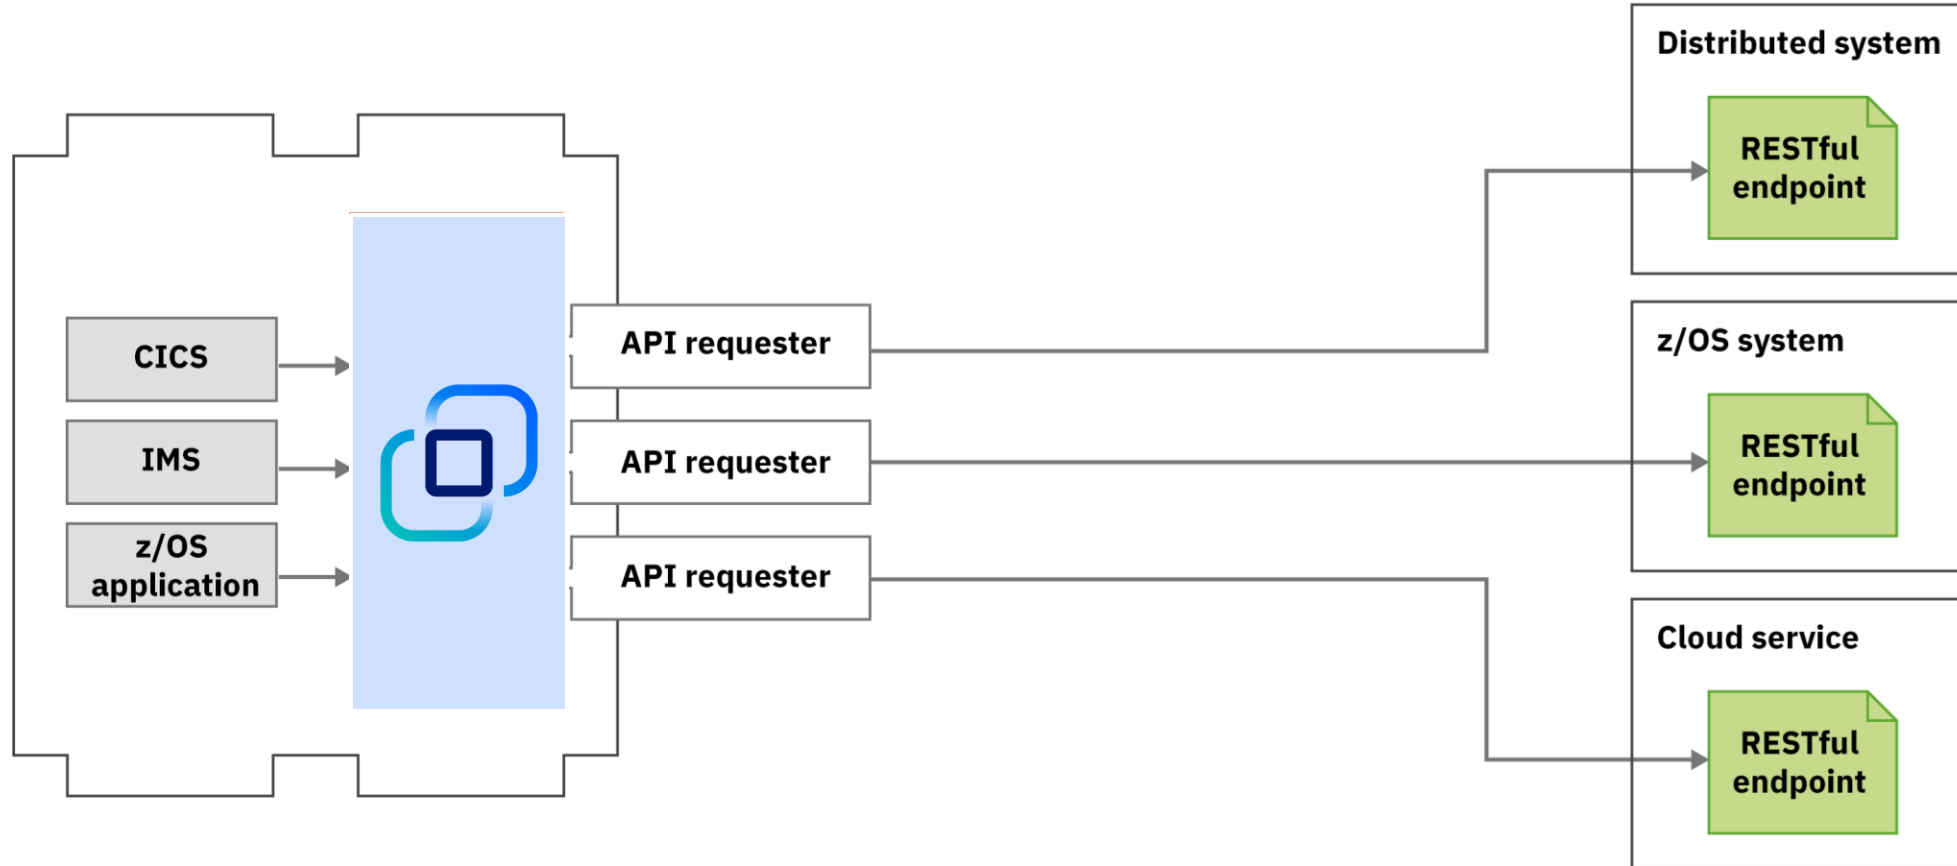 CICS
IMS
z/OS
application
API requester
API requester
API requester
Distributed system
RESTful
endpoint
z/OS system
RESTful
endpoint
Cloud service
RESTful
endpoint